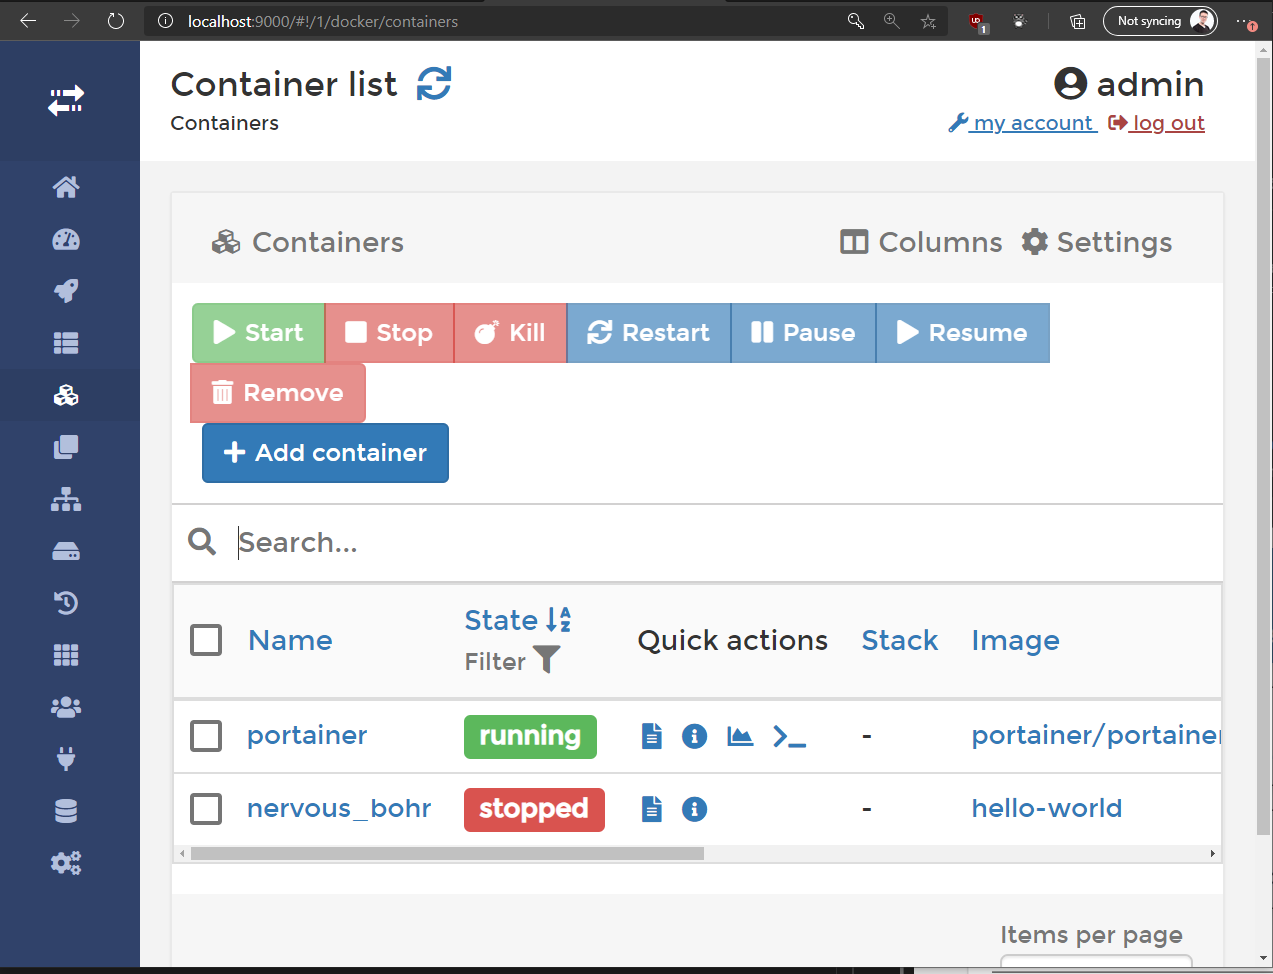 localhost:9000/#!/1/docker/containers
1
Not syncing
Container list
admin
Containers
my account log out
Containers
Columns Settings
Start Stop Kill Restart Pause Resume
Remove
Add container
Search...
Name State Quick actions Stack Image
Filter
portainer running - portainer/portainer
nervous_bohr stopped - hello-world
Items per page